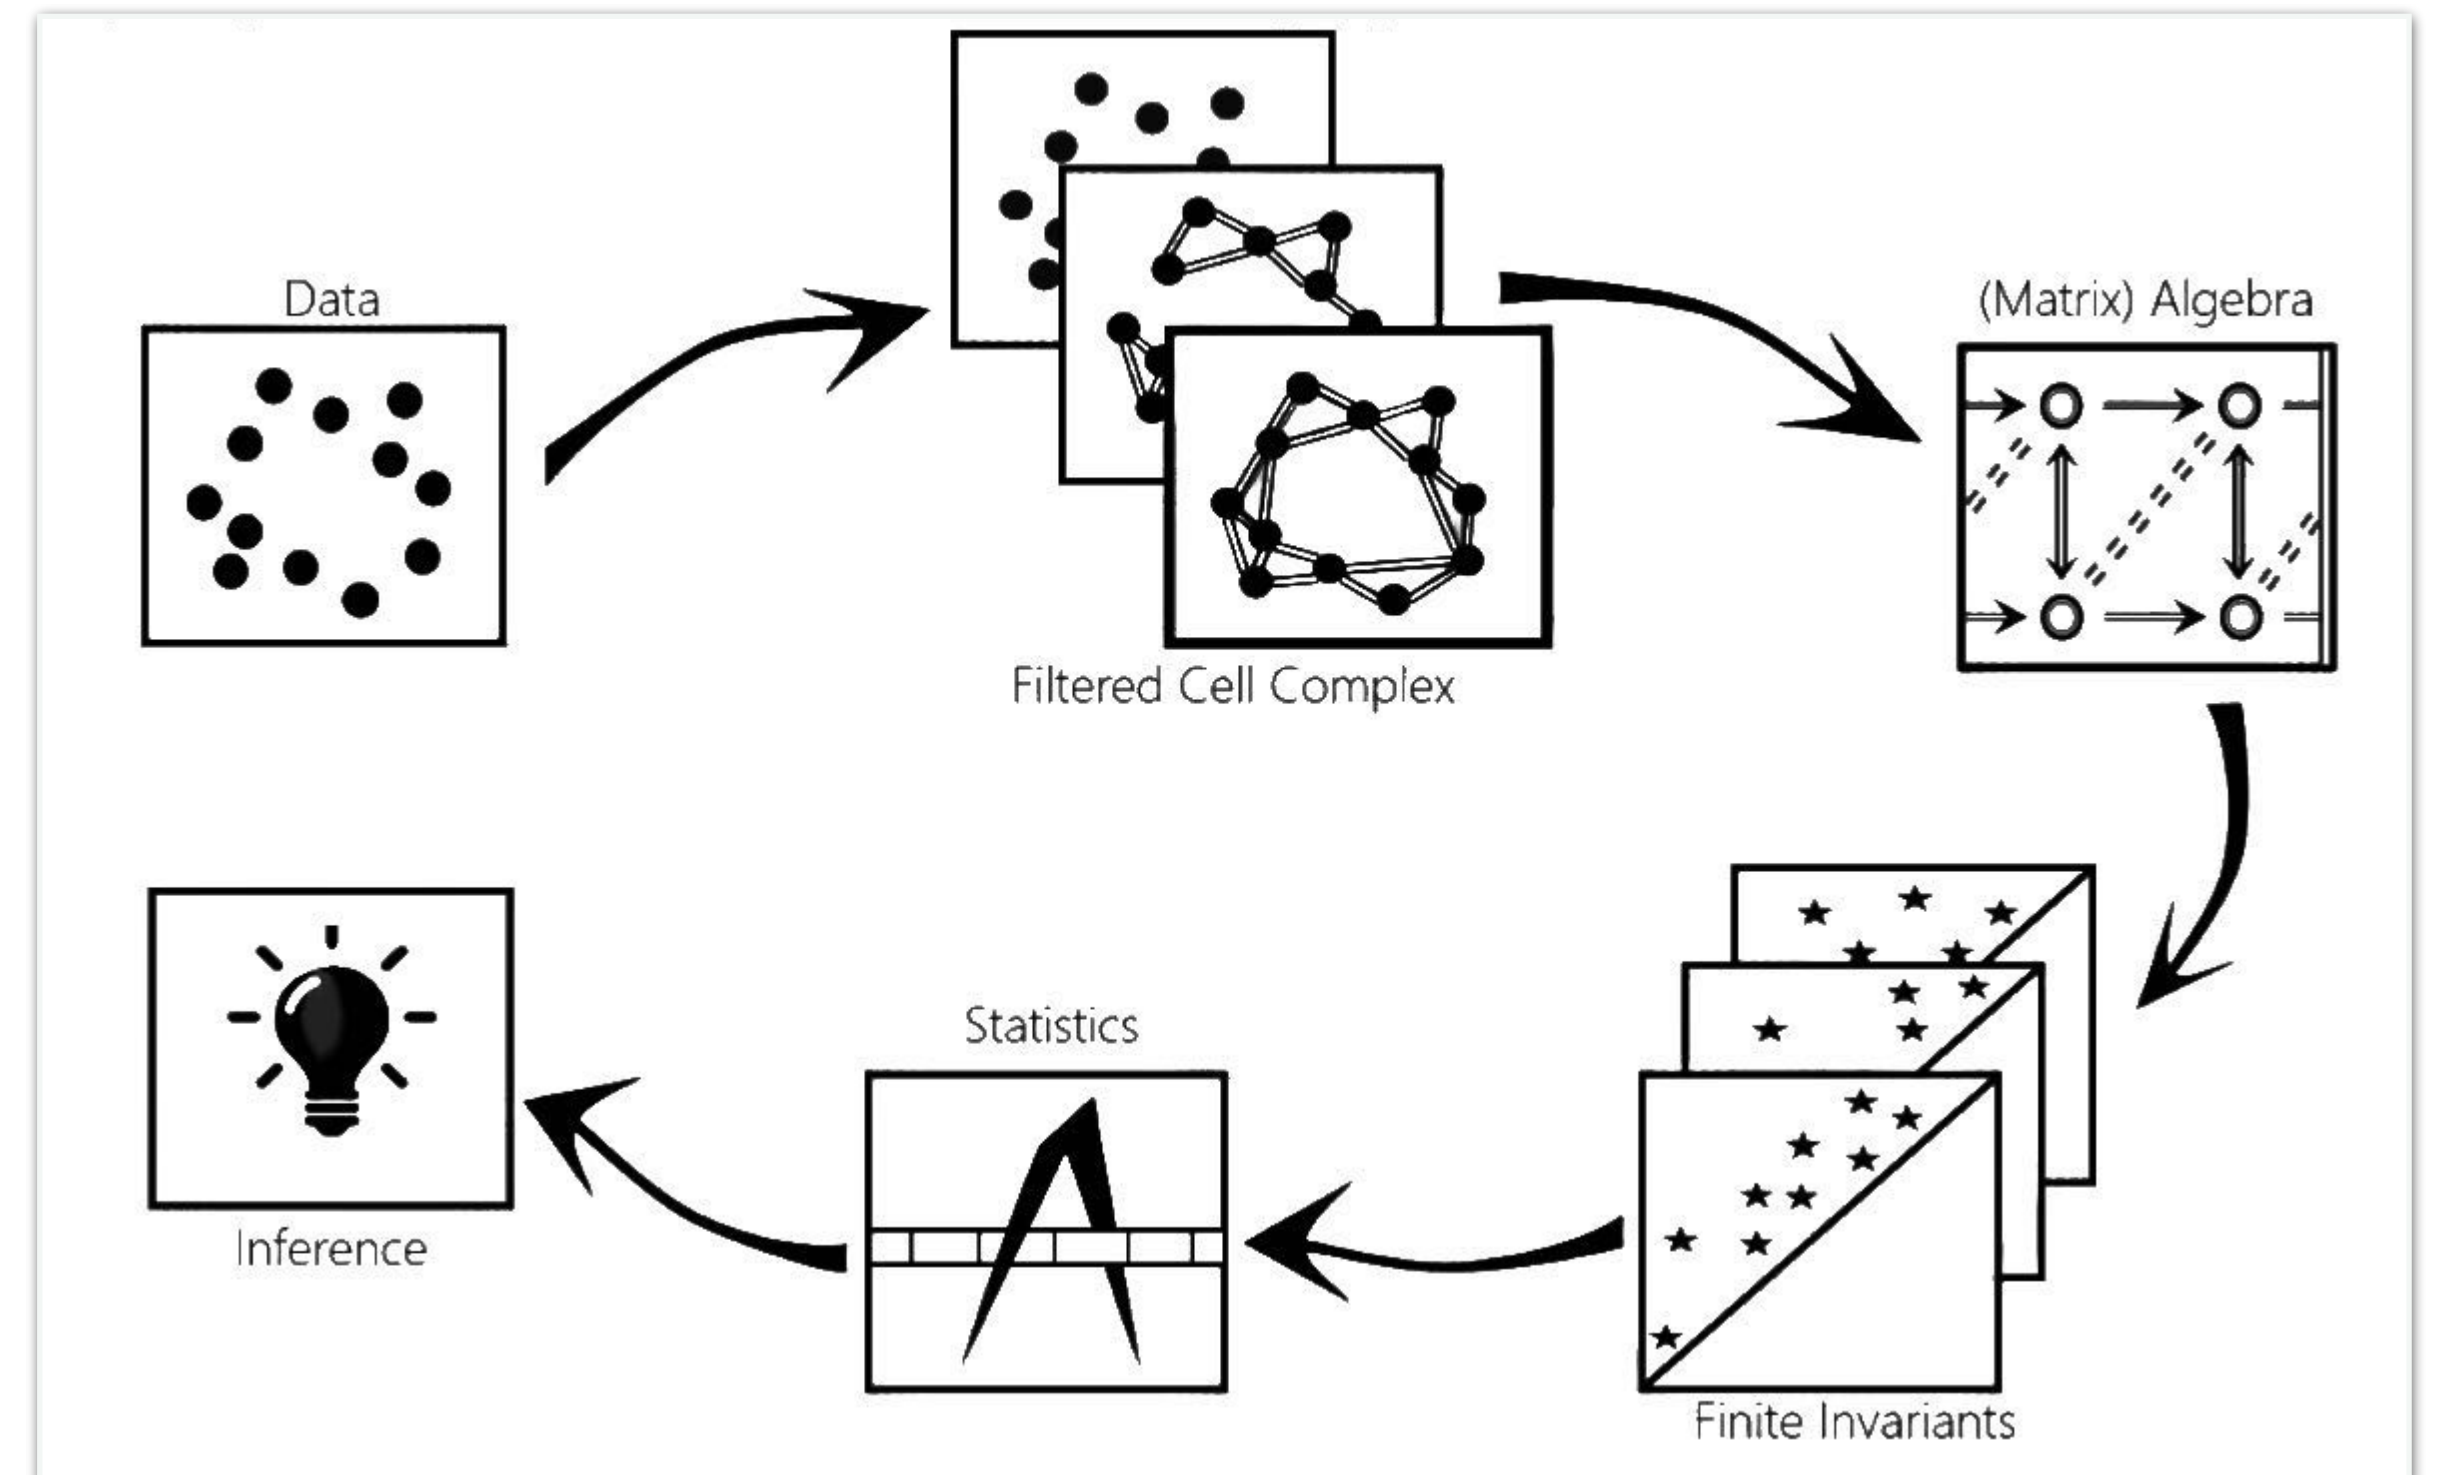 Data
Filtered Cell Complex
(Matrix) Algebra
Finite Invariants
Statistics
Inference